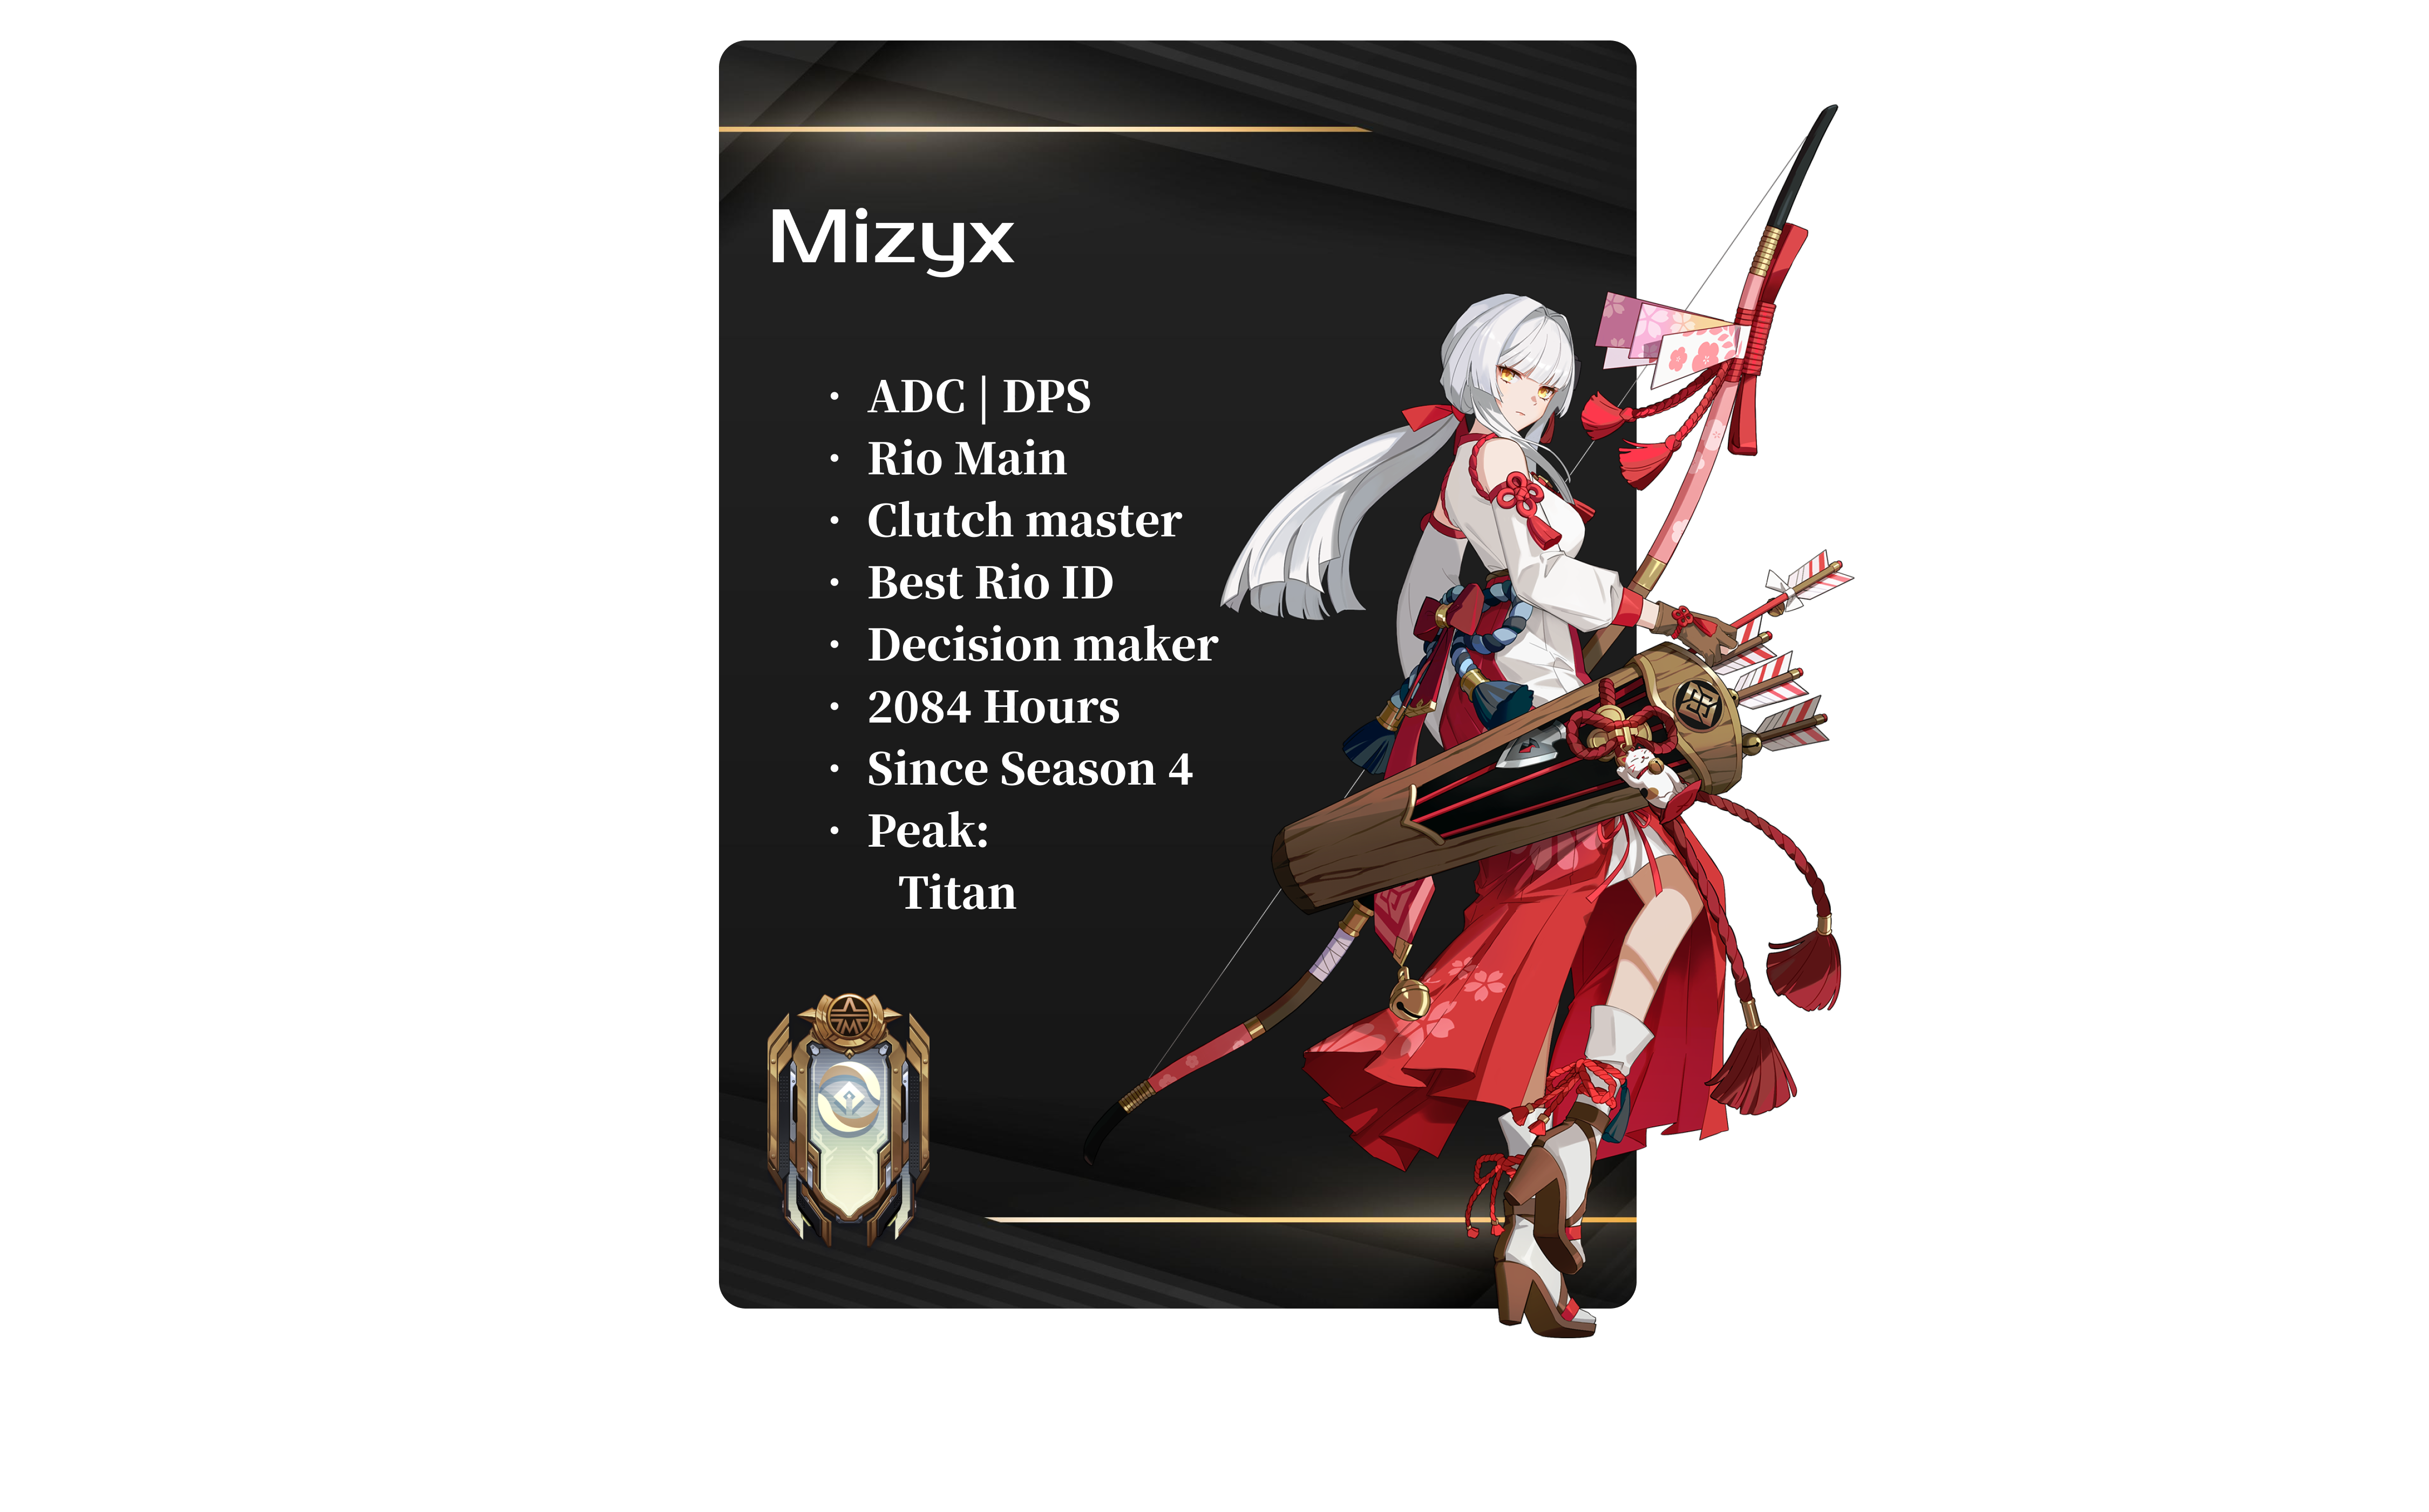 Mizyx
· ADC | DPS
· Rio Main
· Clutch master
· Best Rio ID
· Decision maker
· 2084 Hours
· Since Season 4
· Peak:
Titan